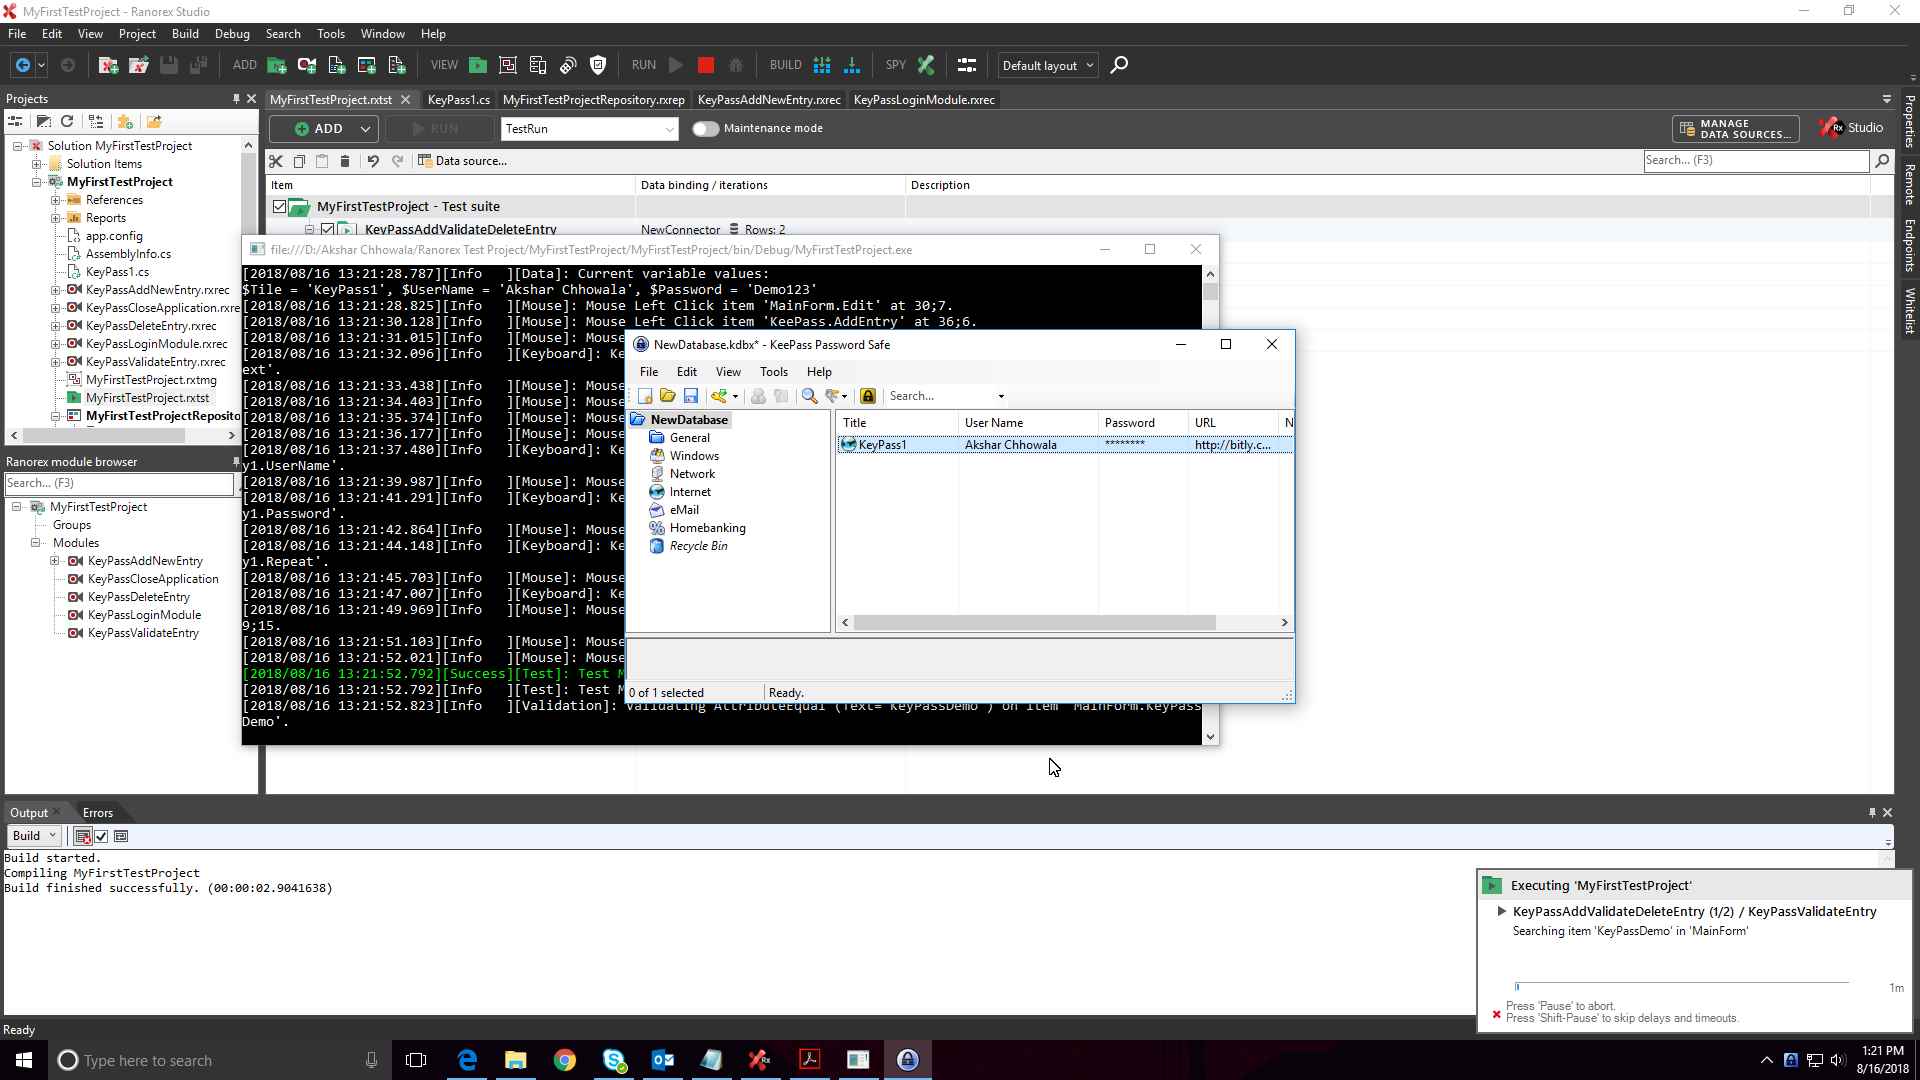 MyFirstTestProject - Ranorex Studio
File Edit View Project Build Debug Search Tools Window Help
ADD VIEW RUN BUILD SPY Default layout
Projects
MyFirstTestProject.rxtst KeyPass1.cs MyFirstTestProjectRepository.rxrep KeyPassAddNewEntry.rxrec KeyPassLoginModule.rxrec
ADD RUN TestRun Maintenance mode MANAGE DATA SOURCES... Rx Studio
Data source... Search... (F3)
Item Data binding / iterations Description
MyFirstTestProject - Test suite
KeyPassAddValidateDeleteEntry NewConnector Rows: 2
Solution MyFirstTestProject
Solution Items
MyFirstTestProject
References
Reports
app.config
AssemblyInfo.cs
KeyPass1.cs
KeyPassAddNewEntry.rxrec
KeyPassCloseApplication.rxre
KeyPassDeleteEntry.rxrec
KeyPassLoginModule.rxrec
KeyPassValidateEntry.rxrec
MyFirstTestProject.rxtmg
MyFirstTestProject.rxtst
MyFirstTestProjectReposito
Ranorex module browser
Search... (F3)
MyFirstTestProject
Groups
Modules
KeyPassAddNewEntry
KeyPassCloseApplication
KeyPassDeleteEntry
KeyPassLoginModule
KeyPassValidateEntry
file:///D:/Akshar Chhowala/Ranorex Test Project/MyFirstTestProject/MyFirstTestProject/bin/Debug/MyFirstTestProject.exe
[2018/08/16 13:21:28.787][Info   ][Data]: Current variable values:
$Tile = 'KeyPass1', $UserName = 'Akshar Chhowala', $Password = 'Demo123'
[2018/08/16 13:21:28.825][Info   ][Mouse]: Mouse Left Click item 'MainForm.Edit' at 30;7.
[2018/08/16 13:21:30.128][Info   ][Mouse]: Mouse Left Click item 'KeePass.AddEntry' at 36;6.
[2018/08/16 13:21:31.015][Info   ][Mouse]: Mous
[2018/08/16 13:21:32.096][Info   ][Keyboard]: Ke
ext'.
[2018/08/16 13:21:33.438][Info   ][Mouse]: Mous
[2018/08/16 13:21:34.403][Info   ][Mouse]: Mous
[2018/08/16 13:21:35.374][Info   ][Mouse]: Mous
[2018/08/16 13:21:36.177][Info   ][Mouse]: Mous
[2018/08/16 13:21:37.480][Info   ][Keyboard]: Ke
y1.UserName'.
[2018/08/16 13:21:39.987][Info   ][Mouse]: Mous
[2018/08/16 13:21:41.291][Info   ][Keyboard]: Ke
y1.Password'.
[2018/08/16 13:21:42.864][Info   ][Mouse]: Mous
[2018/08/16 13:21:44.148][Info   ][Keyboard]: Ke
y1.Repeat'.
[2018/08/16 13:21:45.703][Info   ][Mouse]: Mous
[2018/08/16 13:21:47.007][Info   ][Keyboard]: Ke
[2018/08/16 13:21:49.969][Info   ][Mouse]: Mous
9;15.
[2018/08/16 13:21:51.103][Info   ][Mouse]: Mous
[2018/08/16 13:21:52.021][Info   ][Mouse]: Mous
[2018/08/16 13:21:52.792][Success][Test]: Test M
[2018/08/16 13:21:52.792][Info   ][Test]: Test M
[2018/08/16 13:21:52.823][Info   ][Validation]: Validating AttributeEqual (Text='KeyPassDemo') on item 'MainForm.KeyPass
Demo'.
NewDatabase.kdbx* - KeePass Password Safe
File Edit View Tools Help
Search...
NewDatabase
General
Windows
Network
Internet
eMail
Homebanking
Recycle Bin
Title User Name Password URL N
KeyPass1 Akshar Chhowala ******** http://bitly.c...
0 of 1 selected Ready.
Properties
Remote
Endpoints
Whitelist
Output Errors
Build
Build started.
Compiling MyFirstTestProject
Build finished successfully. (00:00:02.9041638)
Executing 'MyFirstTestProject'
KeyPassAddValidateDeleteEntry (1/2) / KeyPassValidateEntry
Searching item 'KeyPassDemo' in 'MainForm'
1m
Press 'Pause' to abort.
Press 'Shift-Pause' to skip delays and timeouts.
Ready
Type here to search
1:21 PM
8/16/2018